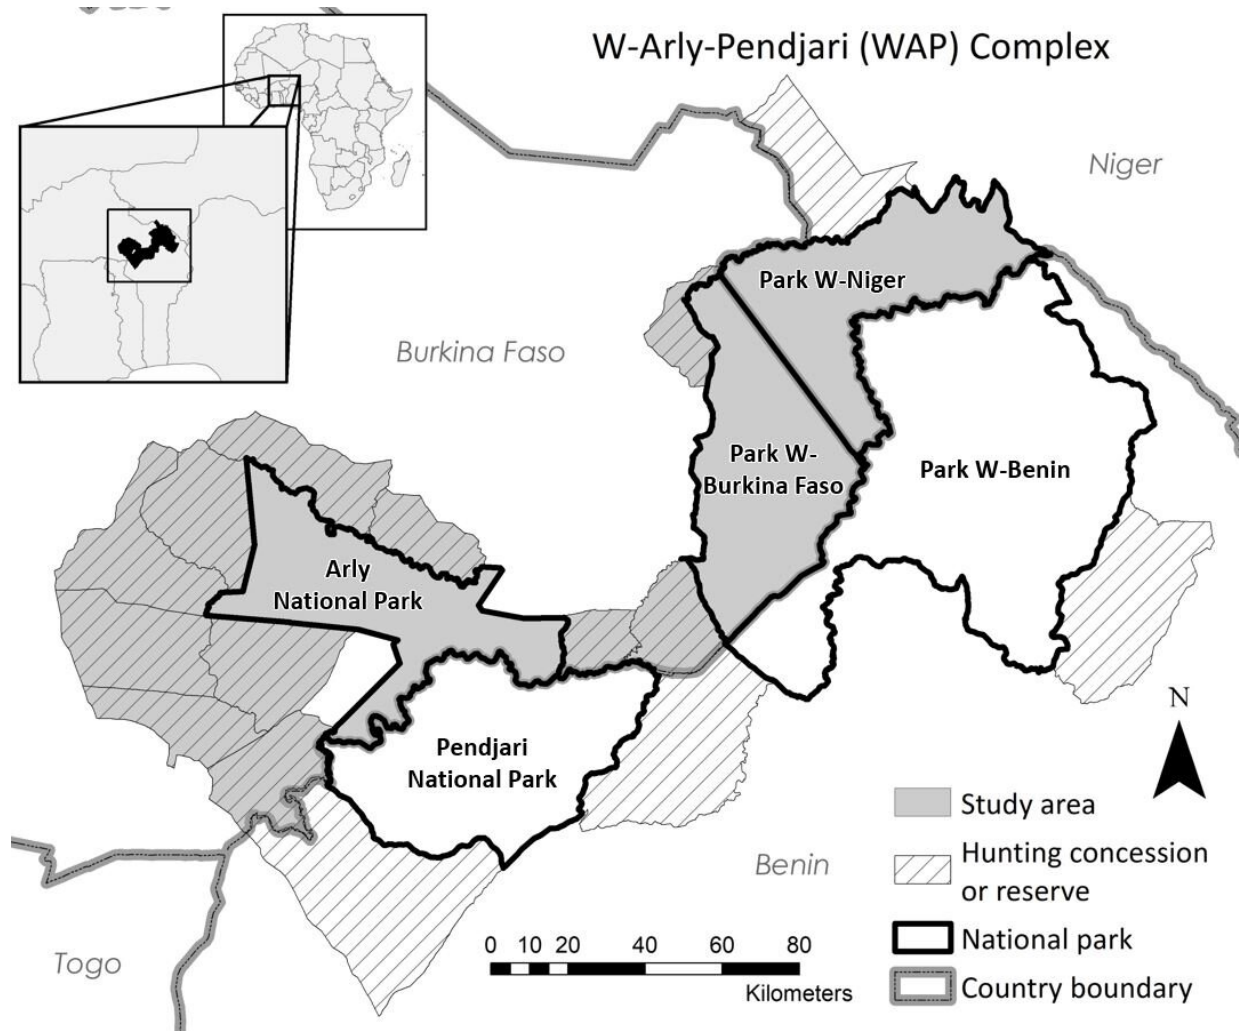 W-Arly-Pendjari (WAP) Complex
Niger
Park W-Niger
Burkina Faso
Park W-
Burkina Faso
Park W-Benin
Arly
National Park
Pendjari
National Park
N
Study area
Hunting concession
or reserve
National park
Country boundary
Benin
Togo
0 10 20 40 60 80
Kilometers